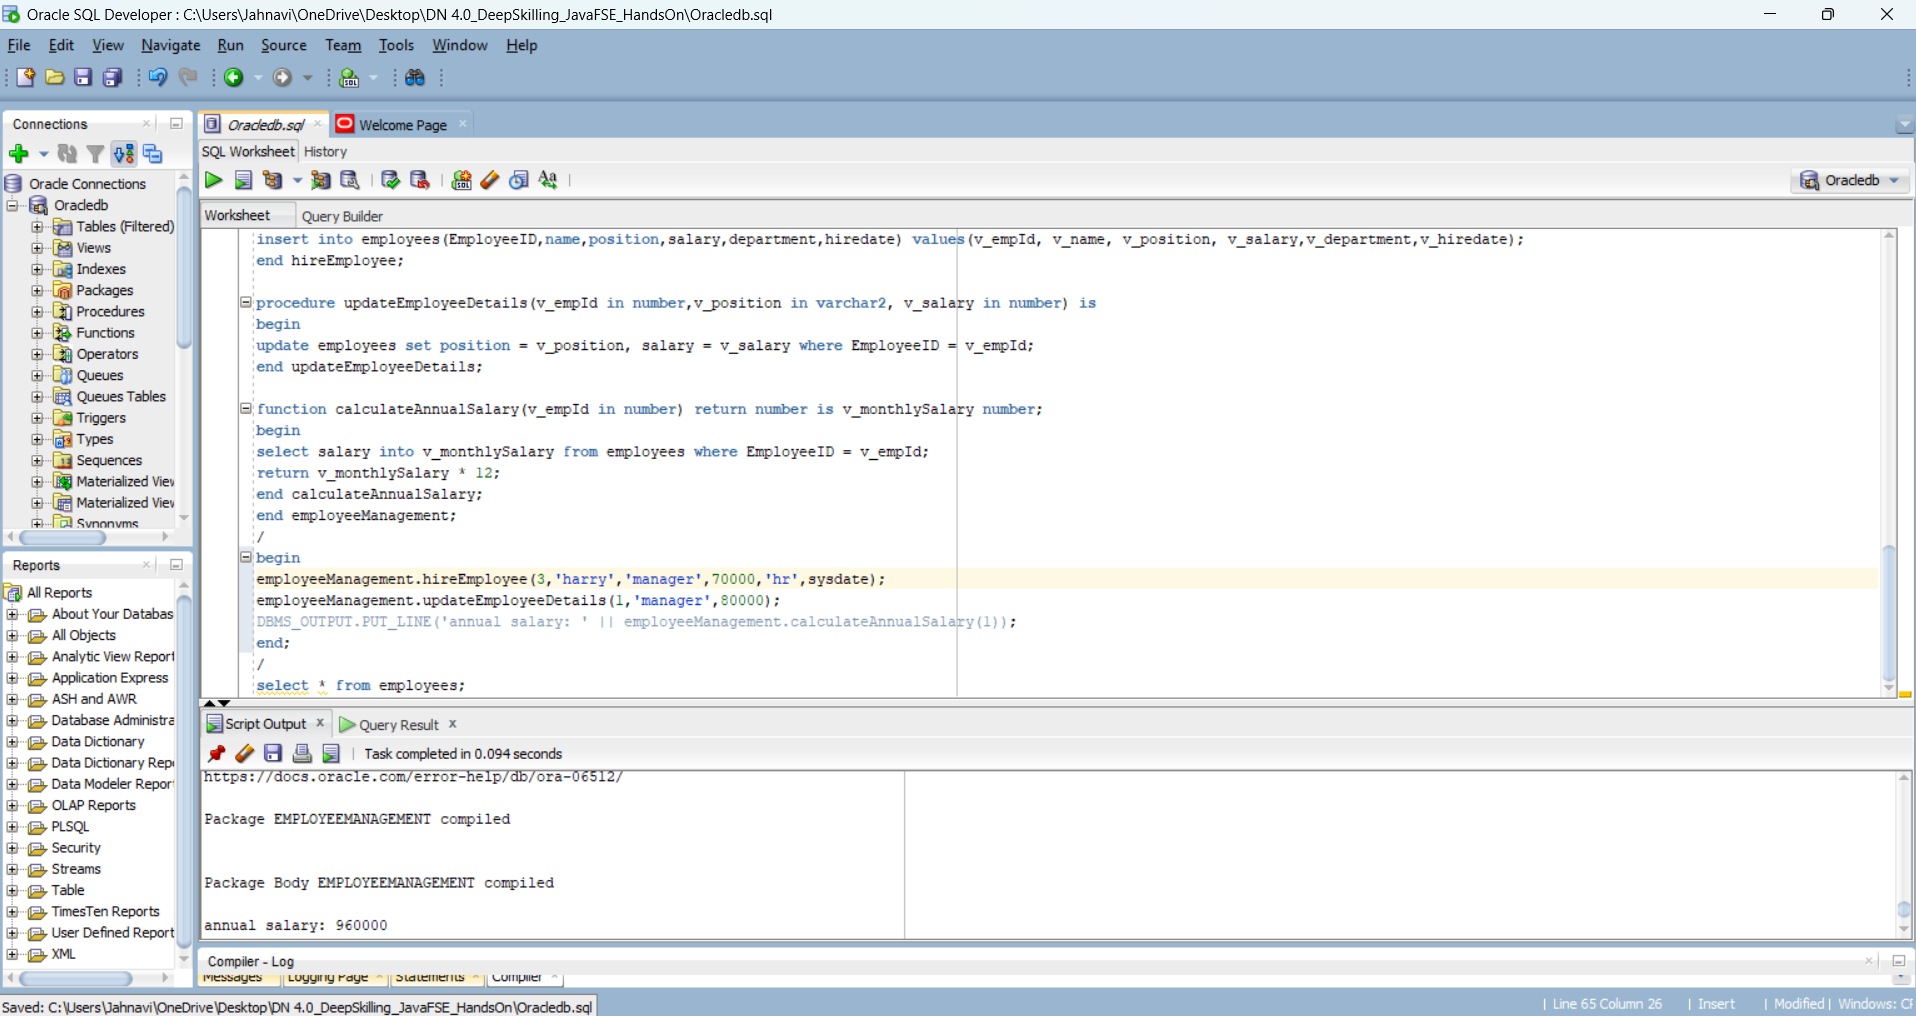 Oracle SQL Developer : C:\Users\Jahnavi\OneDrive\Desktop\DN 4.0_DeepSkilling_JavaFSE_HandsOn\Oracledb.sql
File Edit View Navigate Run Source Team Tools Window Help
Connections
Oracle Connections
Oracledb
Tables (Filtered)
Views
Indexes
Packages
Procedures
Functions
Operators
Queues
Queues Tables
Triggers
Types
Sequences
Materialized View
Materialized View
Synonyms
Reports
All Reports
About Your Databas
All Objects
Analytic View Report
Application Express
ASH and AWR
Database Administra
Data Dictionary
Data Dictionary Rep
Data Modeler Repor
OLAP Reports
PLSQL
Security
Streams
Table
TimesTen Reports
User Defined Report
XML
Oracledb.sql Welcome Page
SQL Worksheet History
Oracledb
Worksheet Query Builder
insert into employees(EmployeeID,name,position,salary,department,hiredate) values(v_empId, v_name, v_position, v_salary,v_department,v_hiredate);
end hireEmployee;
procedure updateEmployeeDetails(v_empId in number,v_position in varchar2, v_salary in number) is
begin
update employees set position = v_position, salary = v_salary where EmployeeID = v_empId;
end updateEmployeeDetails;
function calculateAnnualSalary(v_empId in number) return number is v_monthlySalary number;
begin
select salary into v_monthlySalary from employees where EmployeeID = v_empId;
return v_monthlySalary * 12;
end calculateAnnualSalary;
end employeeManagement;
/
begin
employeeManagement.hireEmployee(3,'harry','manager',70000,'hr',sysdate);
employeeManagement.updateEmployeeDetails(1,'manager',80000);
DBMS_OUTPUT.PUT_LINE('annual salary: ' || employeeManagement.calculateAnnualSalary(1));
end;
/
select * from employees;
Script Output Query Result
Task completed in 0.094 seconds
https://docs.oracle.com/error-help/db/ora-06512/
Package EMPLOYEEMANAGEMENT compiled
Package Body EMPLOYEEMANAGEMENT compiled
annual salary: 960000
Compiler - Log
Messages Logging Page Statements Compiler
Saved: C:\Users\Jahnavi\OneDrive\Desktop\DN 4.0_DeepSkilling_JavaFSE_HandsOn\Oracledb.sql
Line 65 Column 26 | Insert | Modified | Windows: C